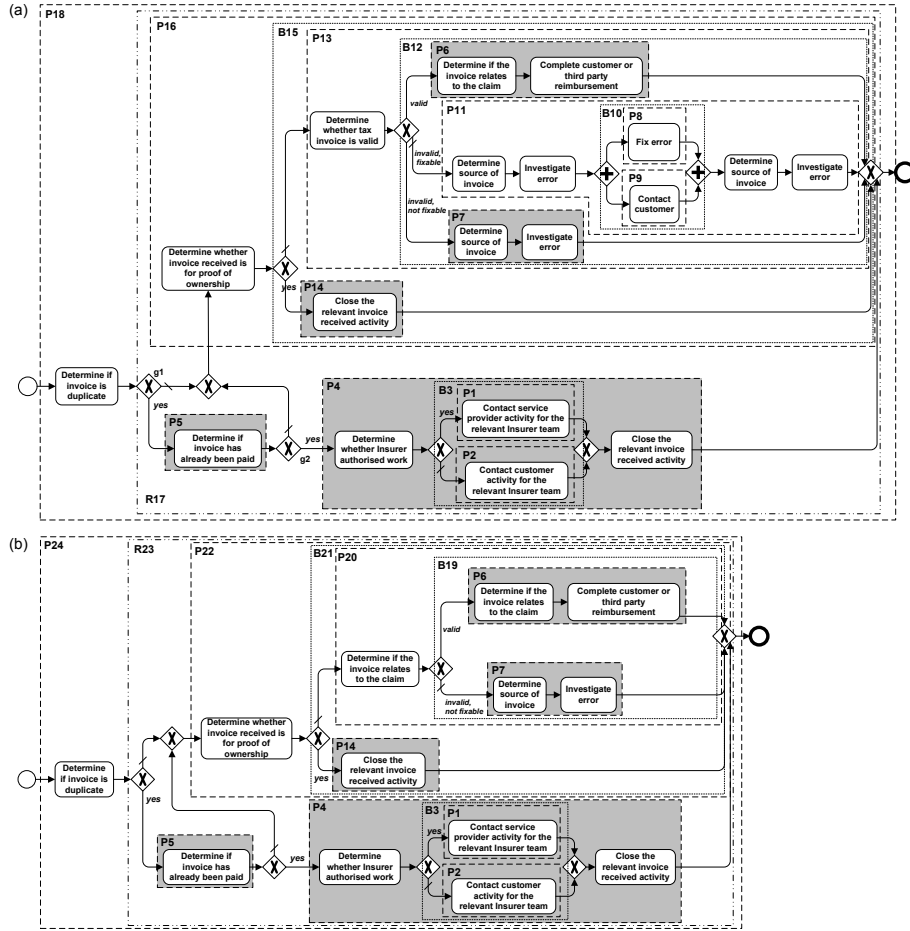 (a)
P18
P16
B15
P13
B12
P6
Determine if the
invoice relates
to the claim
Complete customer or
third party
reimbursement
valid
P11
Determine
whether tax
invoice is valid
invalid,
fixable
Determine
source of
invoice
Investigate
error
B10
P8
Fix error
P9
Contact
customer
Determine
source of
invoice
Investigate
error
invalid,
not fixable
P7
Determine
source of
invoice
Investigate
error
Determine whether
invoice received is
for proof of
ownership
yes
P14
Close the
relevant invoice
received activity
Determine if
invoice is
duplicate
g1
yes
P5
Determine if
invoice has
already been paid
yes
g2
P4
Determine
whether Insurer
authorised work
B3
P1
yes
Contact service
provider activity for the
relevant Insurer team
P2
Contact customer
activity for the
relevant Insurer team
Close the
relevant invoice
received activity
R17
(b)
P24
R23
P22
B21
P20
B19
P6
Determine if the
invoice relates
to the claim
Complete customer or
third party
reimbursement
valid
Determine if the
invoice relates
to the claim
P7
invalid,
not fixable
Determine
source of
invoice
Investigate
error
Determine whether
invoice received is
for proof of
ownership
yes
P14
Close the
relevant invoice
received activity
Determine
if invoice is
duplicate
yes
P5
Determine if
invoice has
already been paid
yes
P4
Determine
whether Insurer
authorised work
B3
P1
yes
Contact service
provider activity for the
relevant Insurer team
P2
Contact customer
activity for the
relevant Insurer team
Close the
relevant invoice
received activity